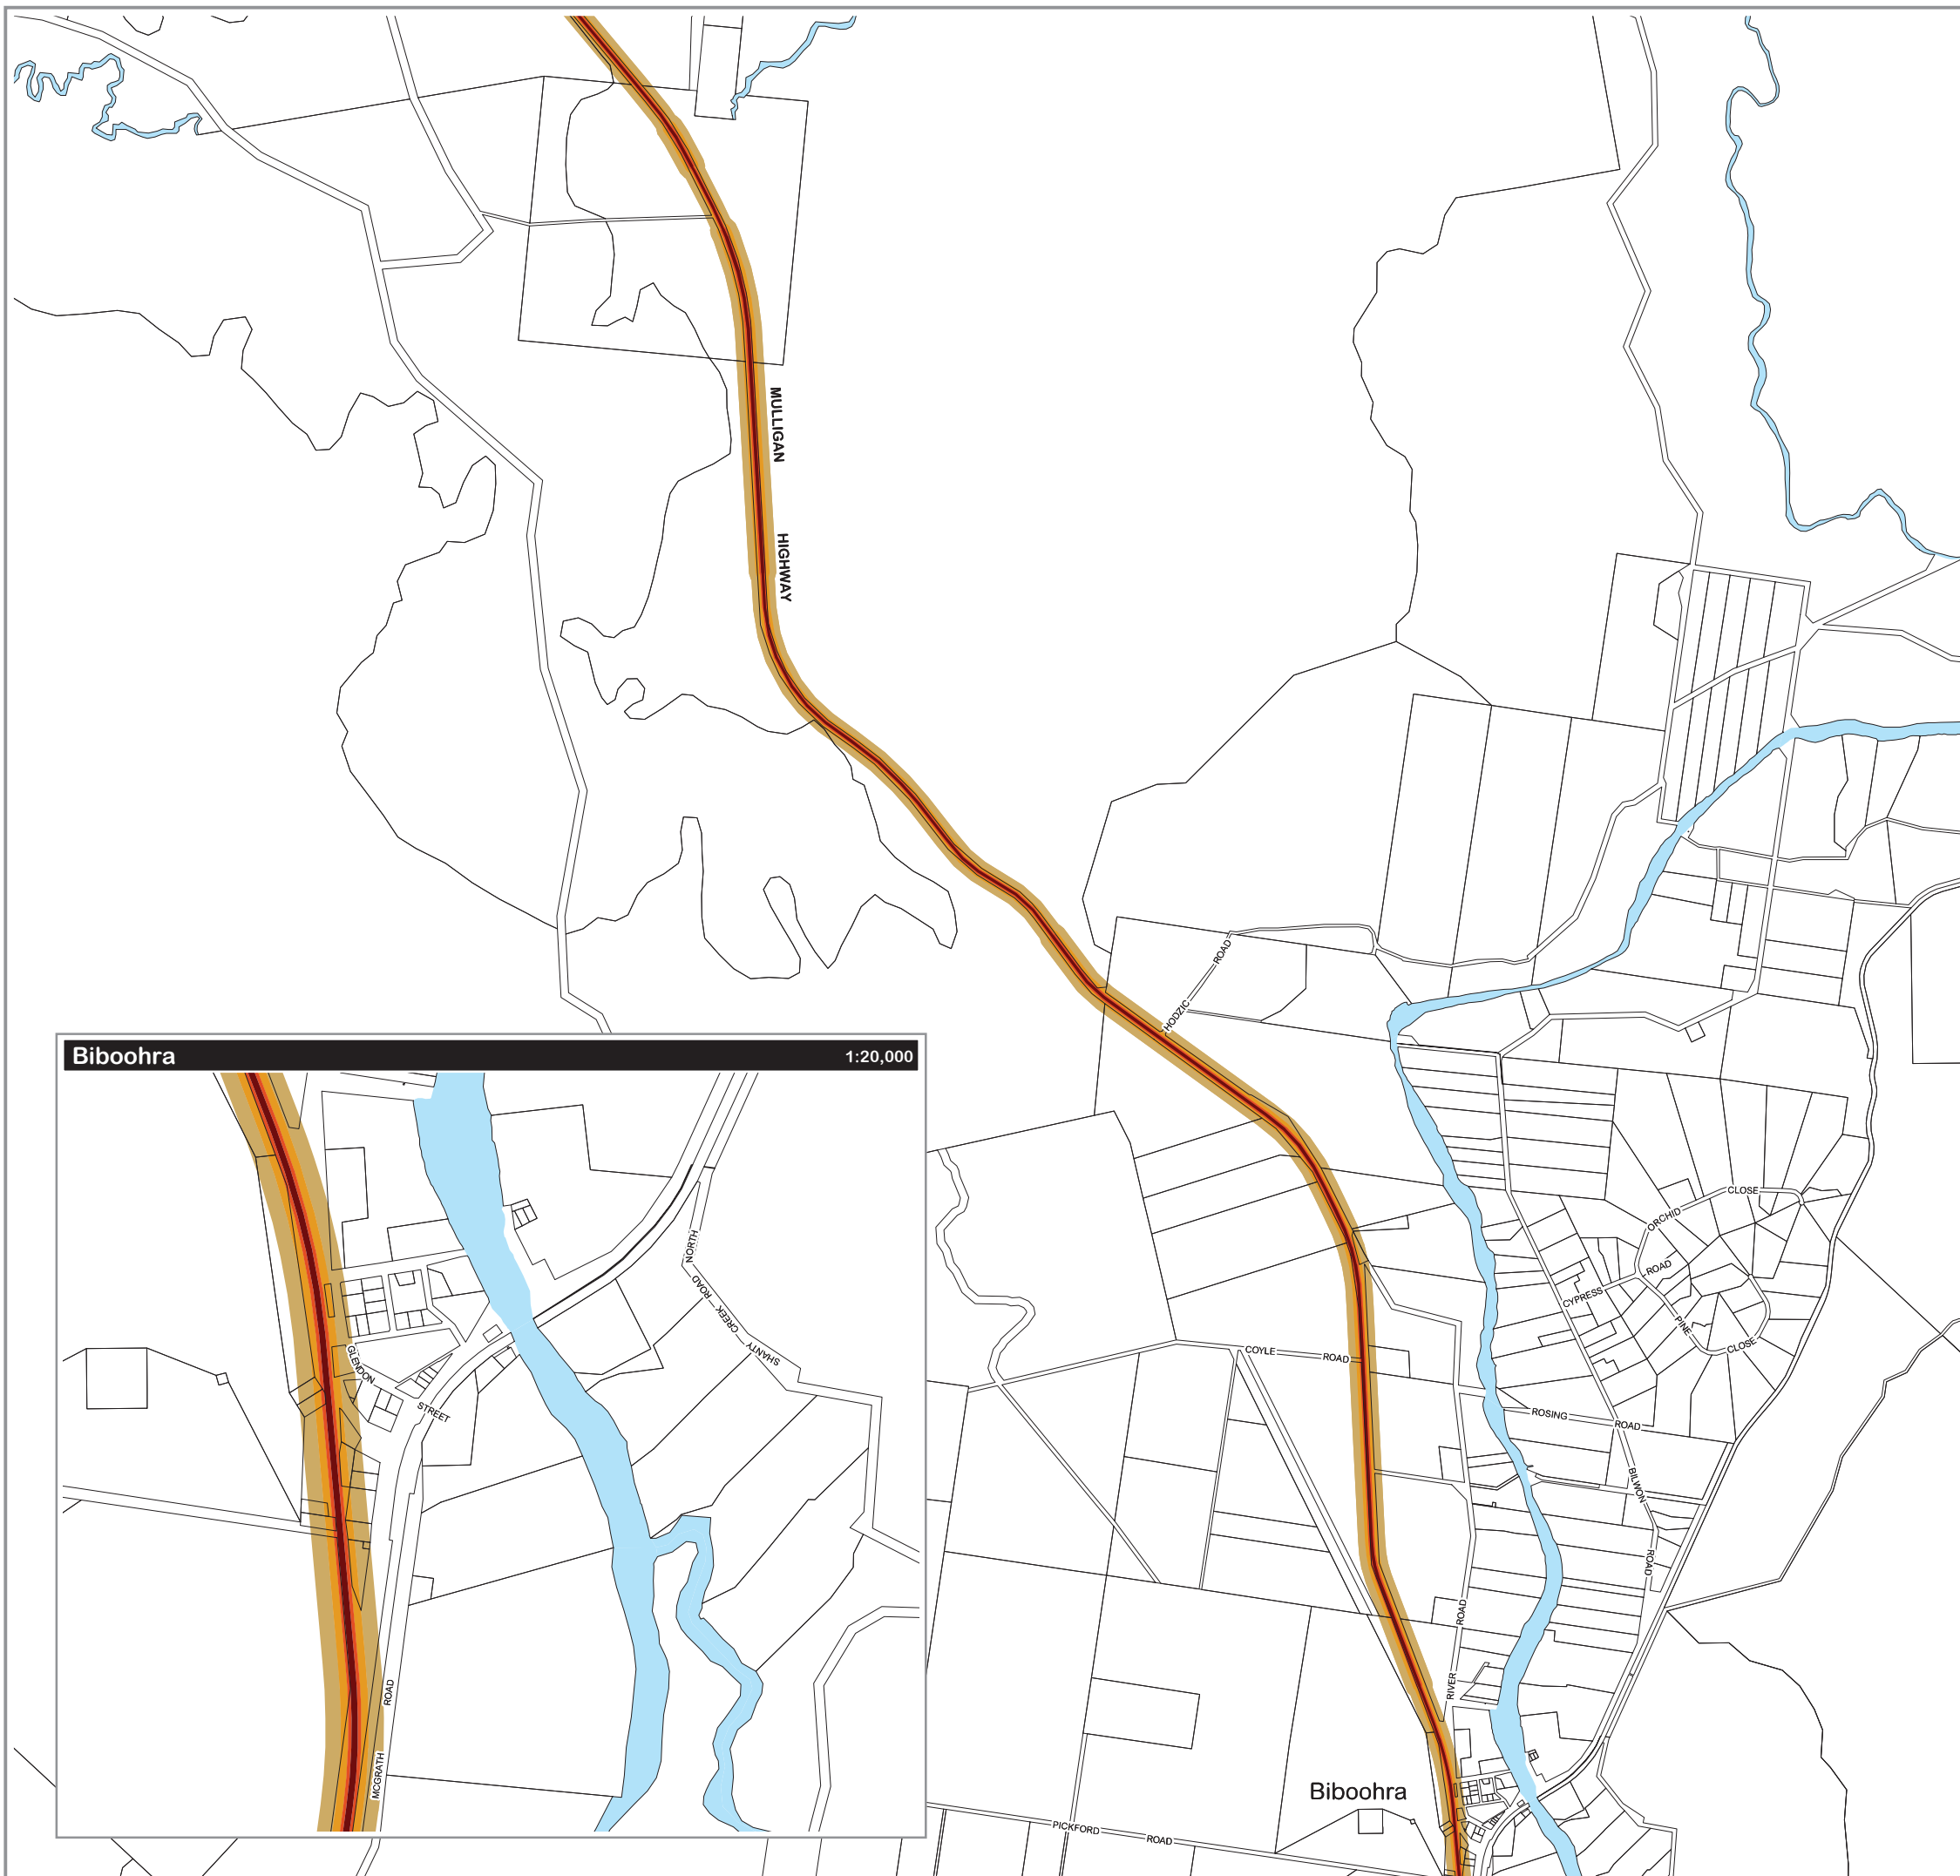 MULLIGAN
HIGHWAY
HODZIC
ROAD
Biboohra
1:20,000
NORTH
ROAD
CREEK
SHANTY
GLENDON
STREET
ROAD
MCGRATH
CLOSE
ORCHID
ROAD
CYPRESS
PINE
CLOSE
COYLE
ROAD
ROSING
ROAD
BILWON
ROAD
ROAD
RIVER
Biboohra
PICKFORD
ROAD